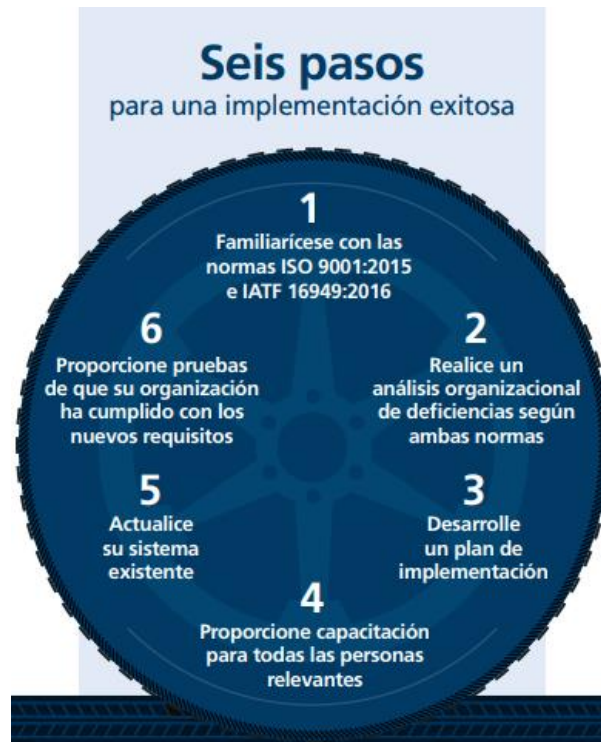 Seis pasos
para una implementación exitosa
1
Familiarícese con las
normas ISO 9001:2015
e IATF 16949:2016
2
Realice un
análisis organizacional
de deficiencias según
ambas normas
3
Desarrolle
un plan de
implementación
4
Proporcione capacitación
para todas las personas
relevantes
5
Actualice
su sistema
existente
6
Proporcione pruebas
de que su organización
ha cumplido con los
nuevos requisitos